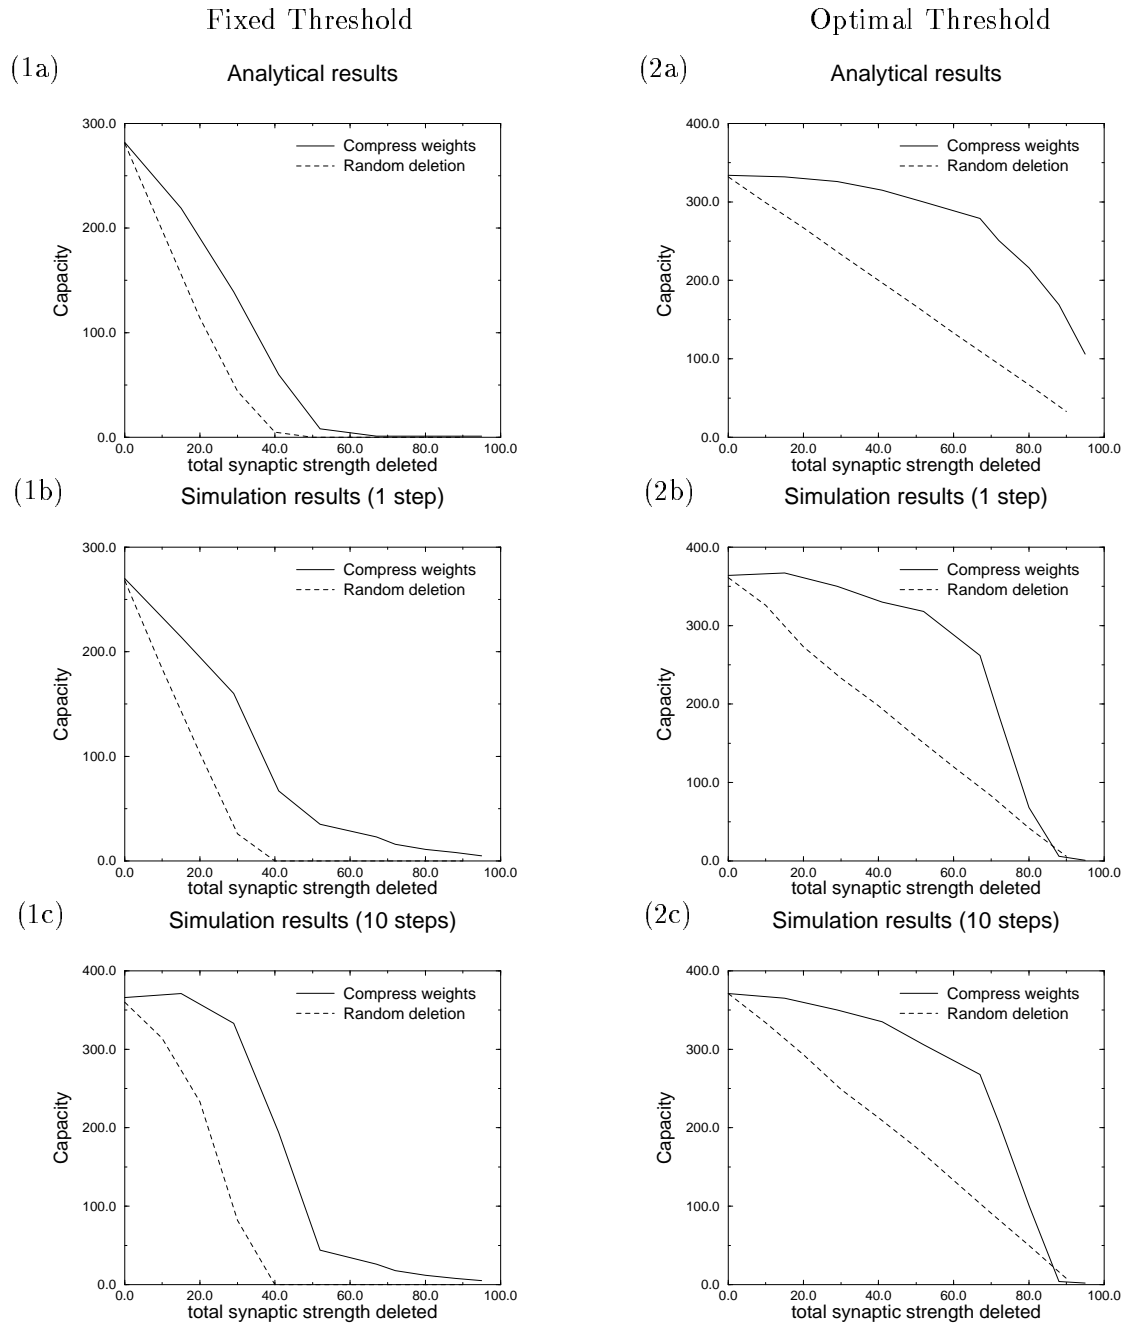 Fixed Threshold
Optimal Threshold
(1a)
Analytical results
300.0
200.0
100.0
0.0
Capacity
Compress weights
Random deletion
0.0 20.0 40.0 60.0 80.0 100.0
total synaptic strength deleted
(2a)
Analytical results
400.0
300.0
200.0
100.0
0.0
Capacity
Compress weights
Random deletion
0.0 20.0 40.0 60.0 80.0 100.0
total synaptic strength deleted
(1b)
Simulation results (1 step)
300.0
200.0
100.0
0.0
Capacity
Compress weights
Random deletion
0.0 20.0 40.0 60.0 80.0 100.0
total synaptic strength deleted
(2b)
Simulation results (1 step)
400.0
300.0
200.0
100.0
0.0
Capacity
Compress weights
Random deletion
0.0 20.0 40.0 60.0 80.0 100.0
total synaptic strength deleted
(1c)
Simulation results (10 steps)
400.0
300.0
200.0
100.0
0.0
Capacity
Compress weights
Random deletion
0.0 20.0 40.0 60.0 80.0 100.0
total synaptic strength deleted
(2c)
Simulation results (10 steps)
400.0
300.0
200.0
100.0
0.0
Capacity
Compress weights
Random deletion
0.0 20.0 40.0 60.0 80.0 100.0
total synaptic strength deleted